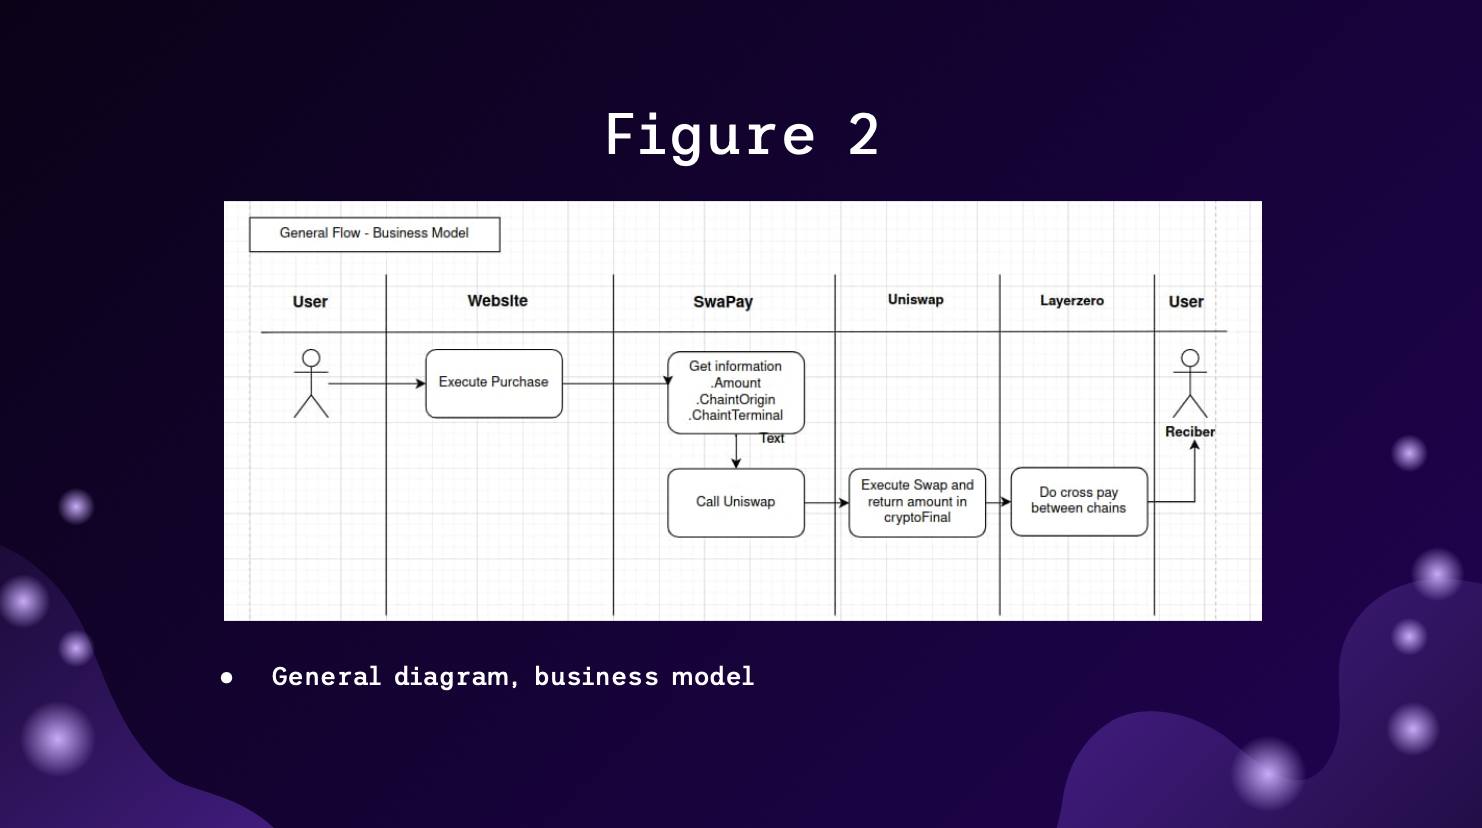 Figure 2
General Flow - Business Model
User
WebsIte
SwaPay
Uniswap
Layerzero
User
Execute Purchase
Get information
.Amount
.ChaintOrigin
.ChaintTerminal
Text
Reciber
Call Uniswap
Execute Swap and
return amount in
cryptoFinal
Do cross pay
between chains
● General diagram, business model